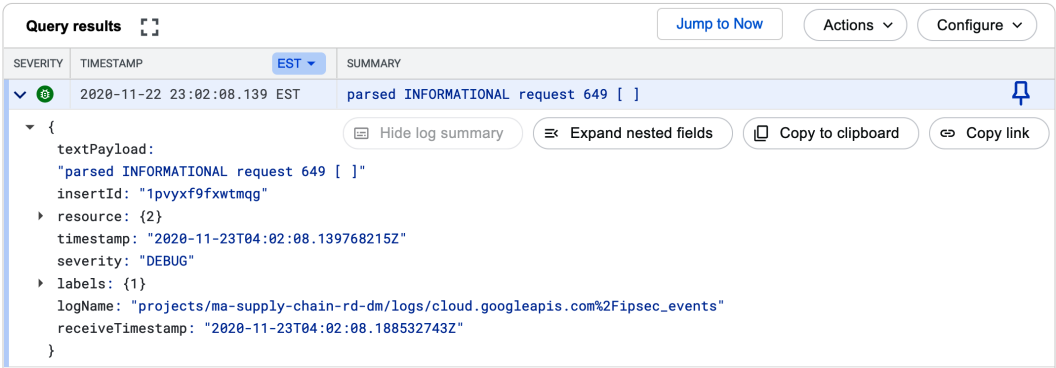 Query results
Jump to Now
Actions
Configure
SEVERITY TIMESTAMP EST SUMMARY
2020-11-22 23:02:08.139 EST parsed INFORMATIONAL request 649 [ ]
{
Hide log summary
Expand nested fields
Copy to clipboard
Copy link
textPayload:
"parsed INFORMATIONAL request 649 [ ]"
insertId: "1pvyxf9fxwtmqg"
resource: {2}
timestamp: "2020-11-23T04:02:08.139768215Z"
severity: "DEBUG"
labels: {1}
logName: "projects/ma-supply-chain-rd-dm/logs/cloud.googleapis.com%2Fipsec_events"
receiveTimestamp: "2020-11-23T04:02:08.188532743Z"
}